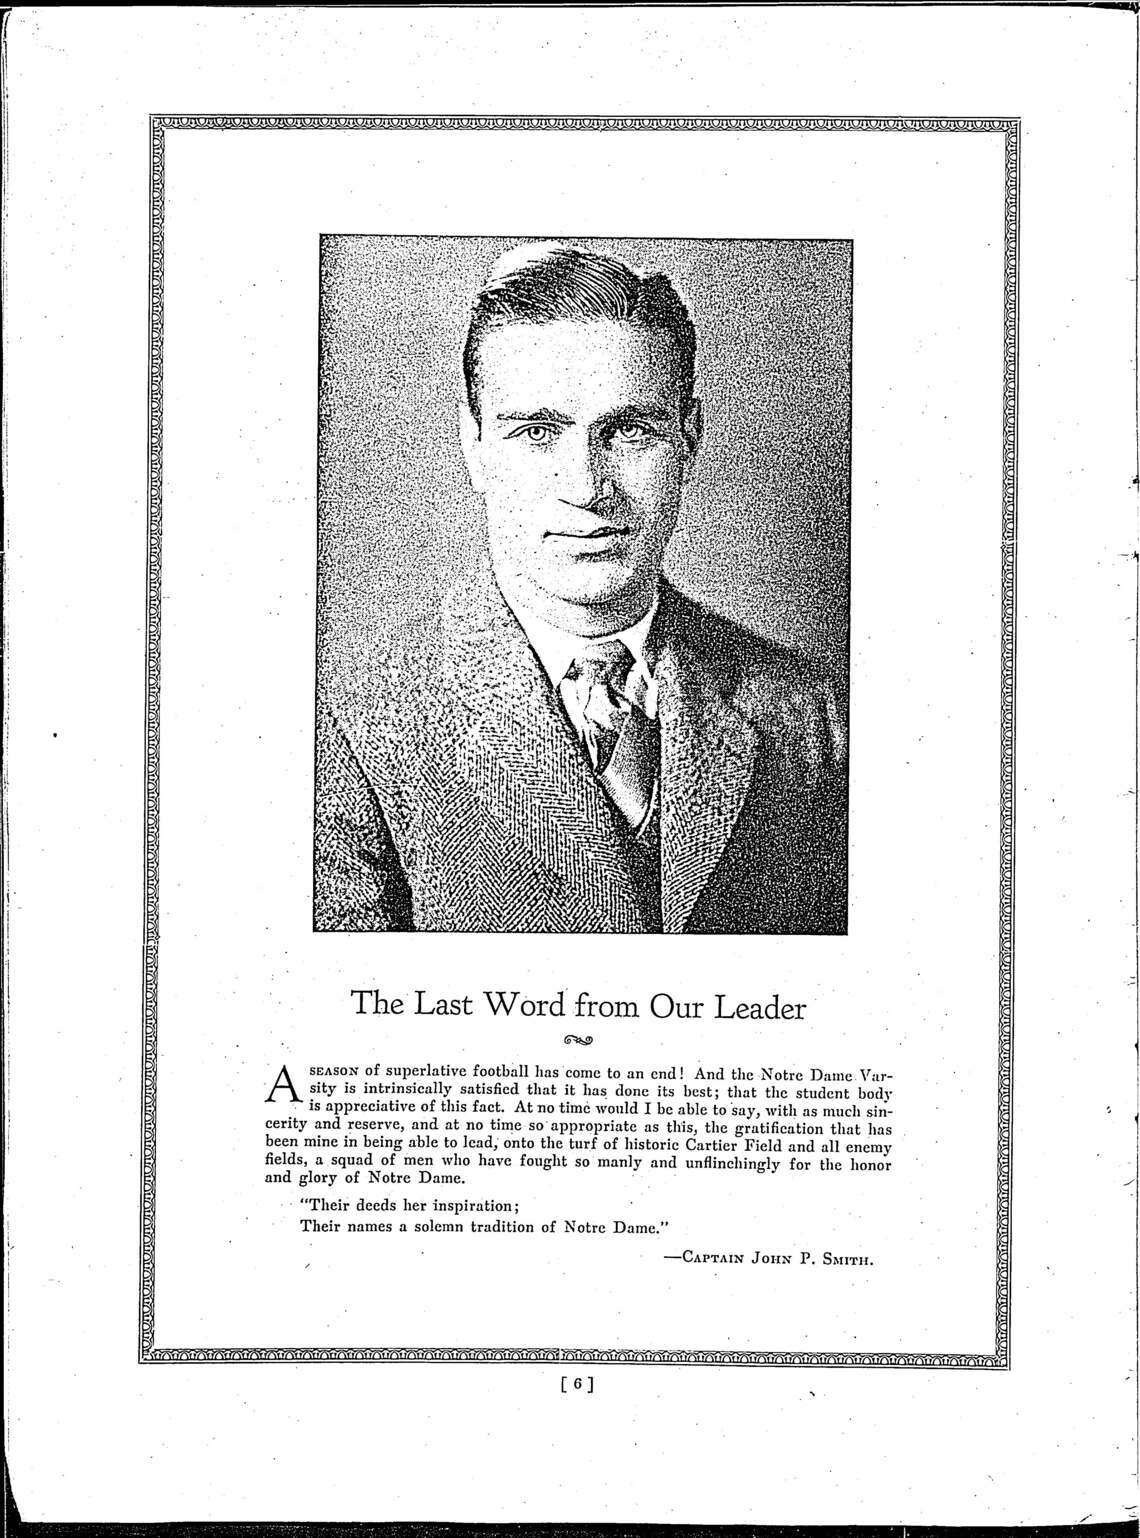 The Last Word from Our Leader
A SEASON of superlative football has come to an end! And the Notre Dame Var-
sity is intrinsically satisfied that it has done its best; that the student body
is appreciative of this fact. At no time would I be able to say, with as much sin-
cerity and reserve, and at no time so appropriate as this, the gratification that has
been mine in being able to lead, onto the turf of historic Cartier Field and all enemy
fields, a squad of men who have fought so manly and unflinchingly for the honor
and glory of Notre Dame.
"Their deeds her inspiration;
Their names a solemn tradition of Notre Dame."
—CAPTAIN JOHN P. SMITH.
[ 6 ]